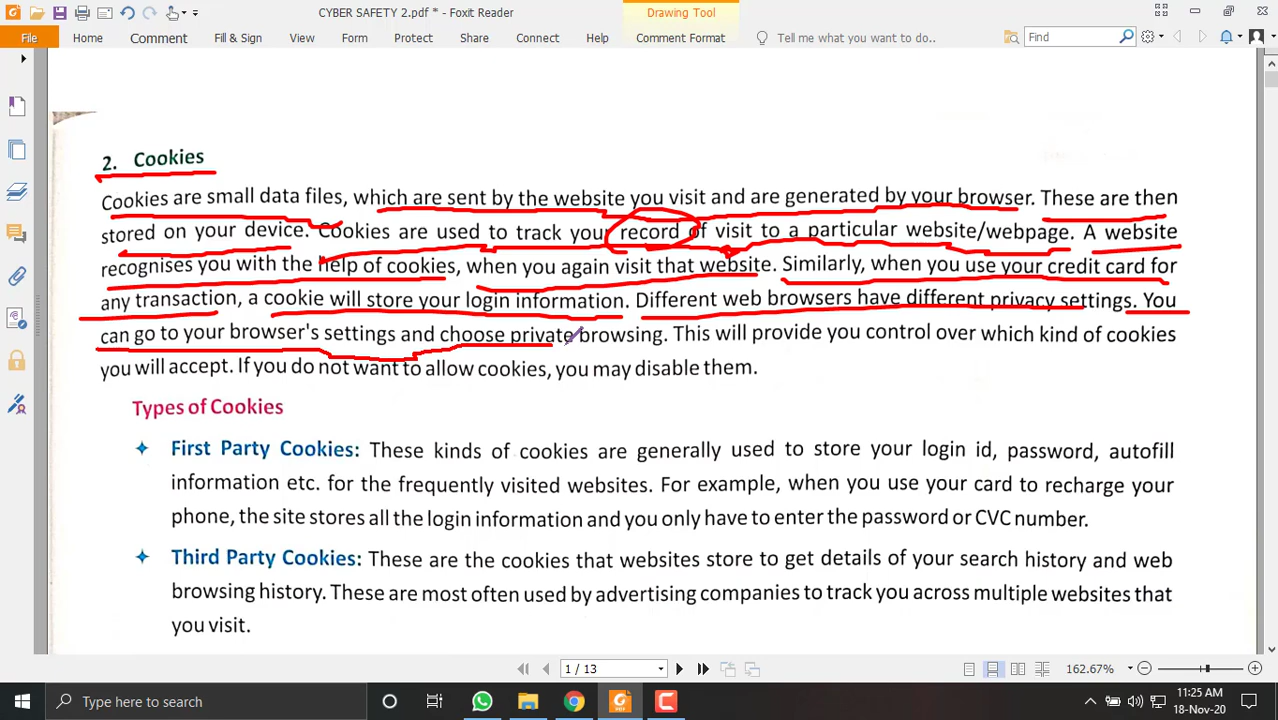 CYBER SAFETY 2.pdf * - Foxit Reader
Drawing Tool
File Home Comment Fill & Sign View Form Protect Share Connect Help Comment Format Tell me what you want to do.. Find
2. Cookies
Cookies are small data files, which are sent by the website you visit and are generated by your browser. These are then
stored on your device. Cookies are used to track your record of visit to a particular website/webpage. A website
recognises you with the help of cookies, when you again visit that website. Similarly, when you use your credit card for
any transaction, a cookie will store your login information. Different web browsers have different privacy settings. You
can go to your browser's settings and choose private browsing. This will provide you control over which kind of cookies
you will accept. If you do not want to allow cookies, you may disable them.
Types of Cookies
First Party Cookies: These kinds of cookies are generally used to store your login id, password, autofill
information etc. for the frequently visited websites. For example, when you use your card to recharge your
phone, the site stores all the login information and you only have to enter the password or CVC number.
Third Party Cookies: These are the cookies that websites store to get details of your search history and web
browsing history. These are most often used by advertising companies to track you across multiple websites that
you visit.
1 / 13
162.67%
Type here to search
11:25 AM
18-Nov-20